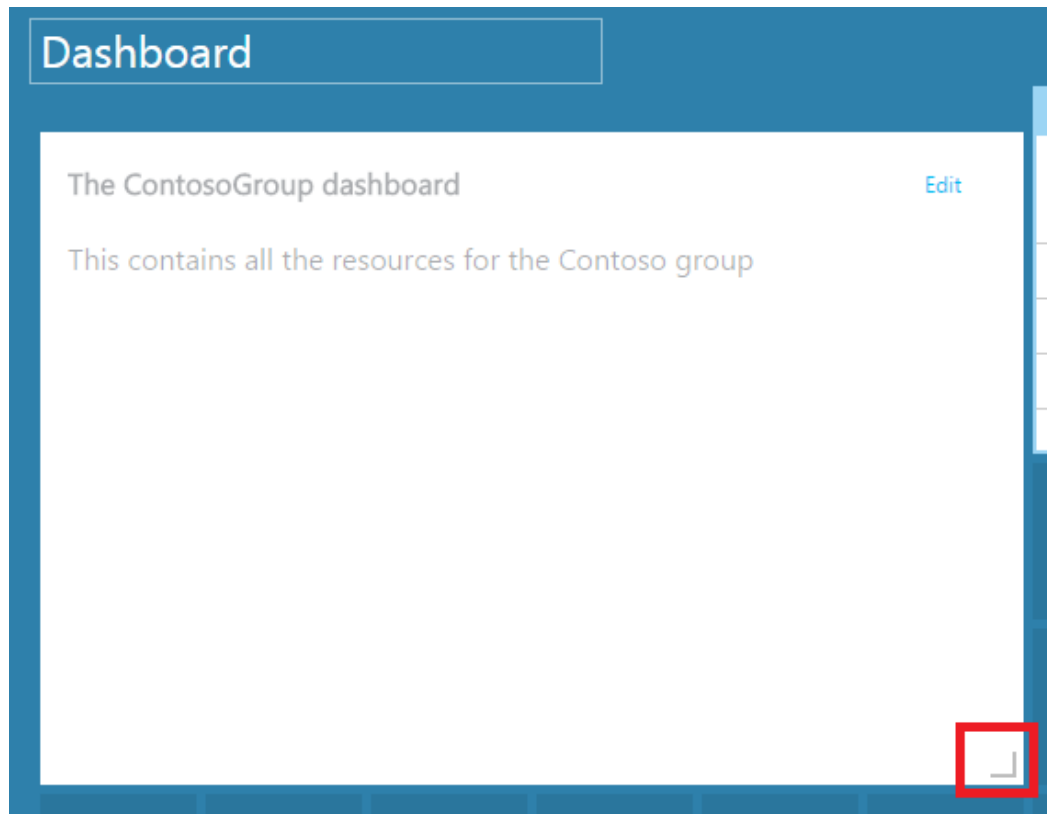 Dashboard
The ContosoGroup dashboard
Edit
This contains all the resources for the Contoso group